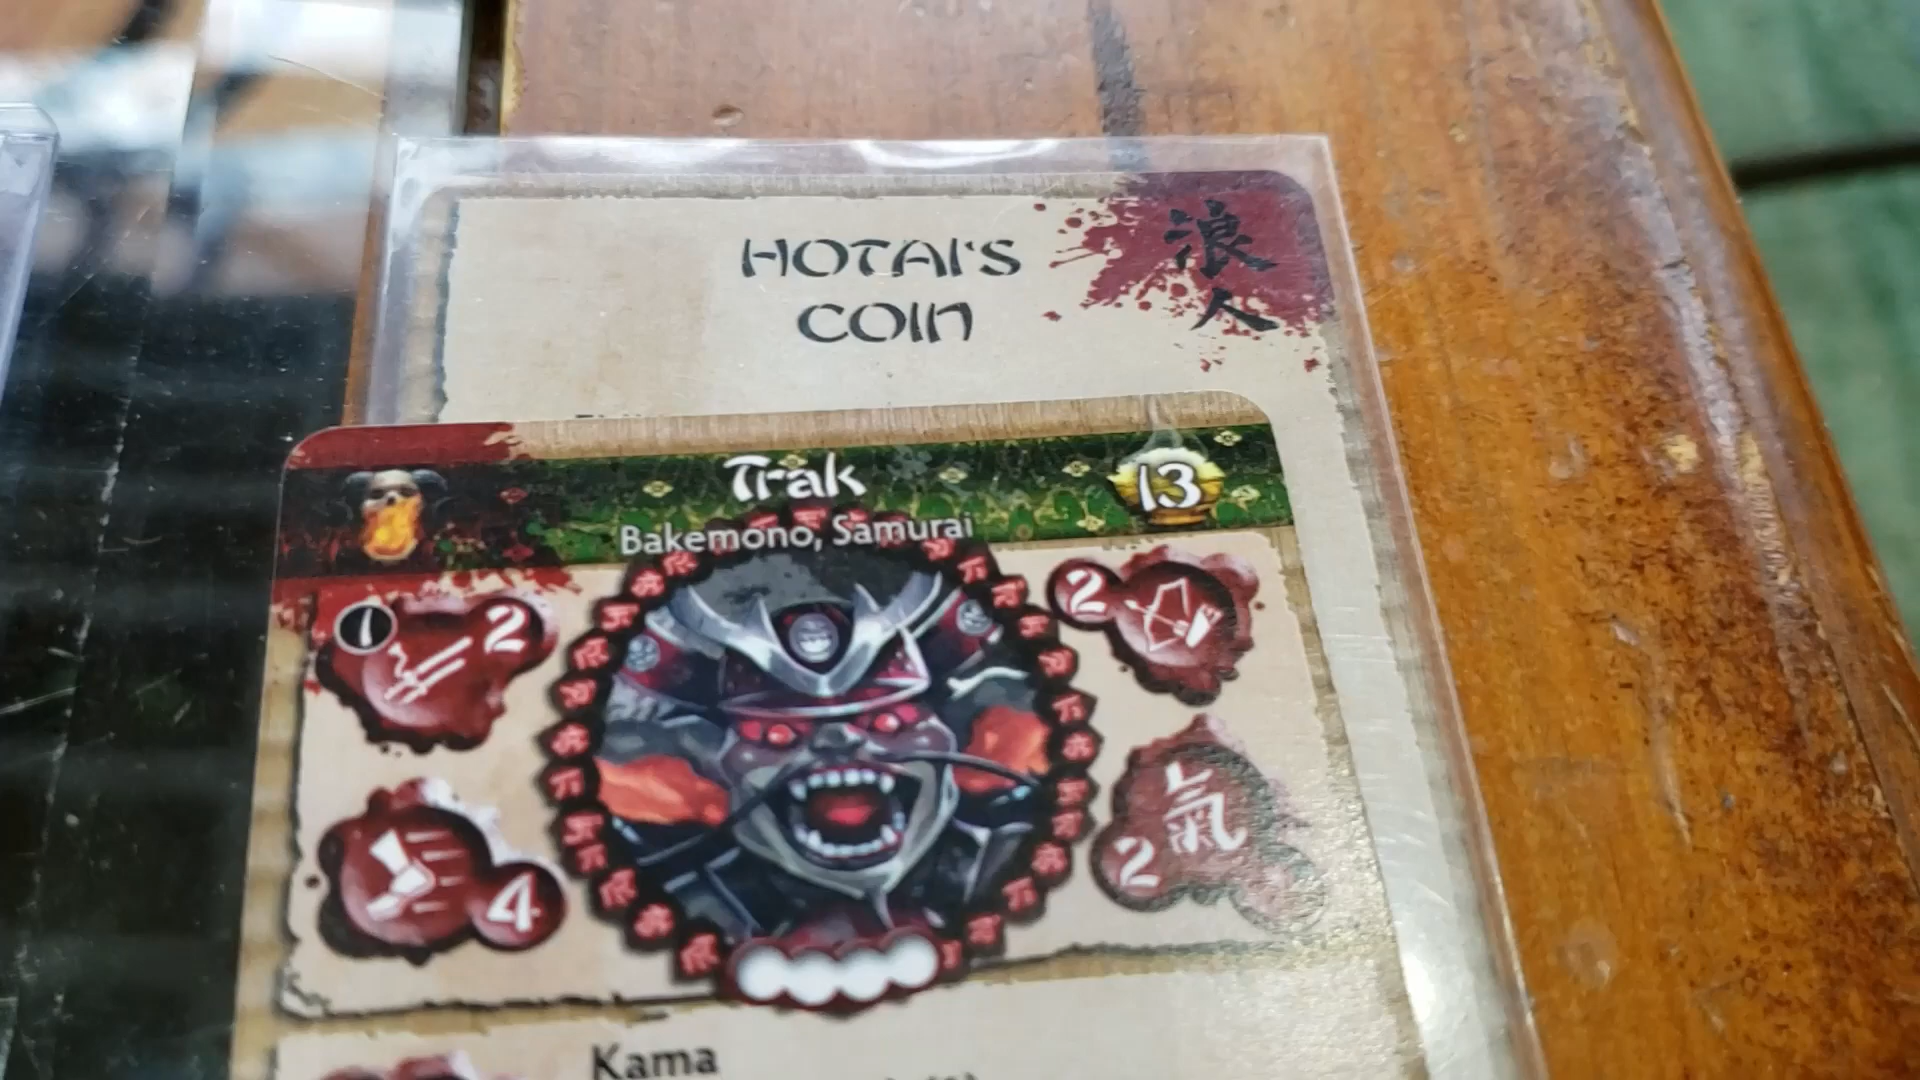 HOTAI'S
COIN
浪
人
Trak
13
Bakemono, Samurai
1
2
2
4
氣
2
Kama